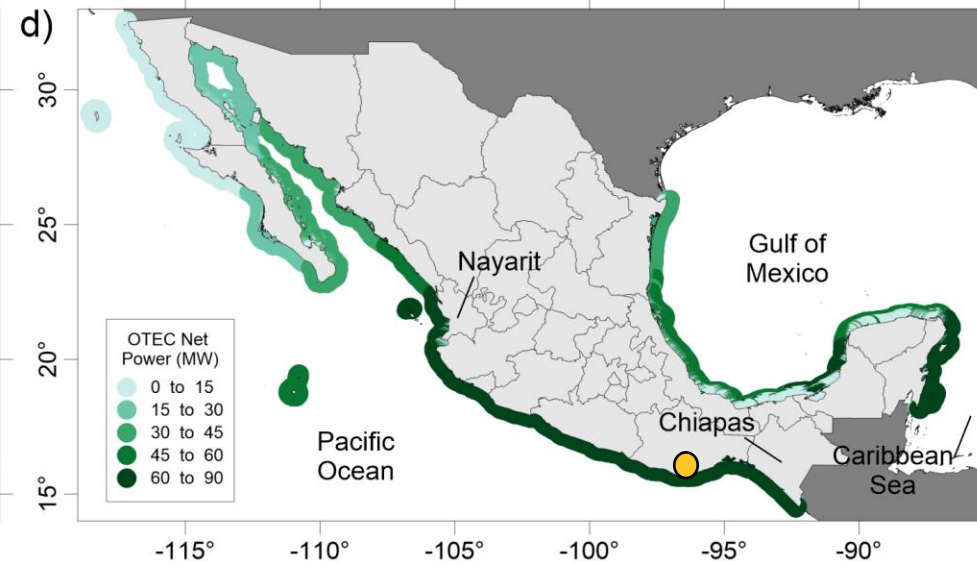 d)
30°
25°
20°
15°
Nayarit
Gulf of
Mexico
OTEC Net
Power (MW)
0 to 15
15 to 30
30 to 45
45 to 60
60 to 90
Pacific
Ocean
Chiapas
Caribbean
Sea
-115° -110° -105° -100° -95° -90°